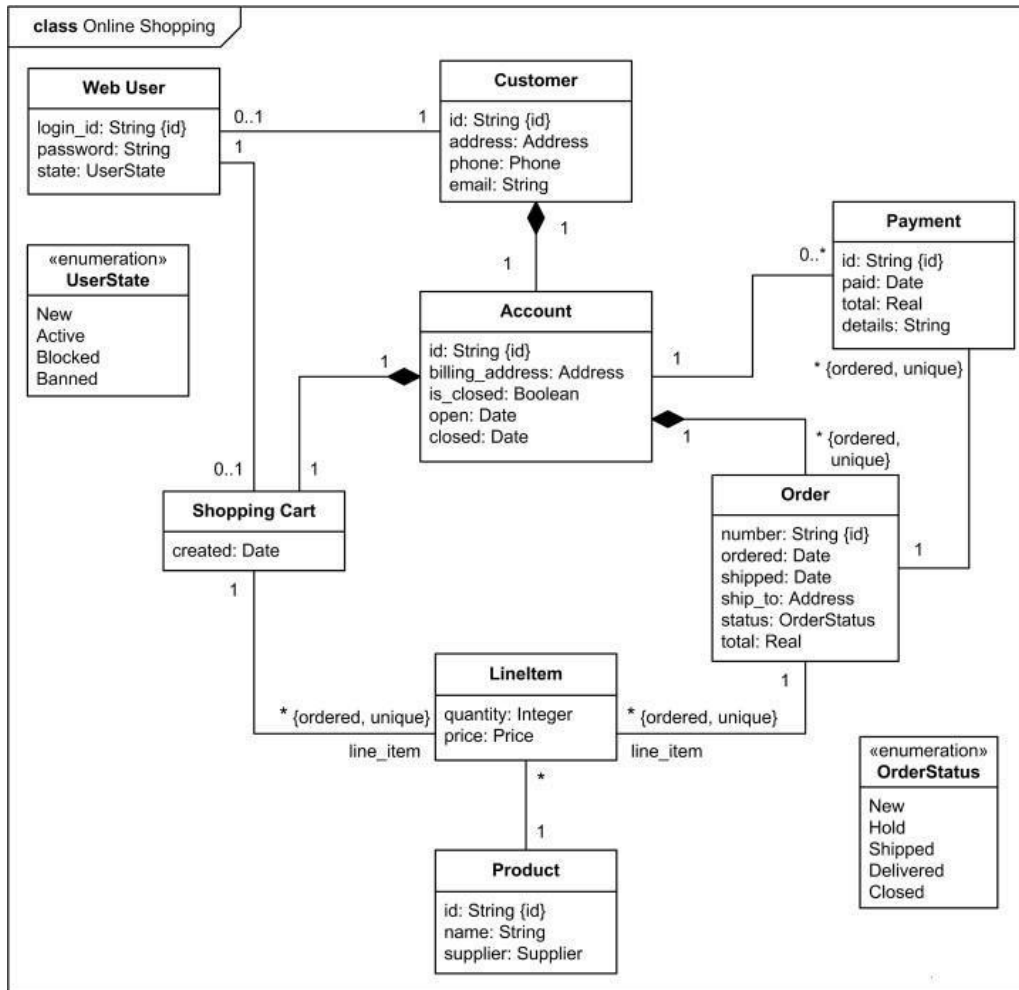 class Online Shopping
Web User
login_id: String {id}
password: String
state: UserState
0..1
1
1
Customer
id: String {id}
address: Address
phone: Phone
email: String
1
1
«enumeration»
UserState
New
Active
Blocked
Banned
Payment
id: String {id}
paid: Date
total: Real
details: String
0..*
* {ordered, unique}
Account
id: String {id}
billing_address: Address
is_closed: Boolean
open: Date
closed: Date
1
1
1
* {ordered,
unique}
0..1
1
Shopping Cart
created: Date
1
Order
number: String {id}
ordered: Date
shipped: Date
ship_to: Address
status: OrderStatus
total: Real
1
1
LineItem
quantity: Integer
price: Price
* {ordered, unique}
line_item
* {ordered, unique}
line_item
*
1
Product
id: String {id}
name: String
supplier: Supplier
«enumeration»
OrderStatus
New
Hold
Shipped
Delivered
Closed